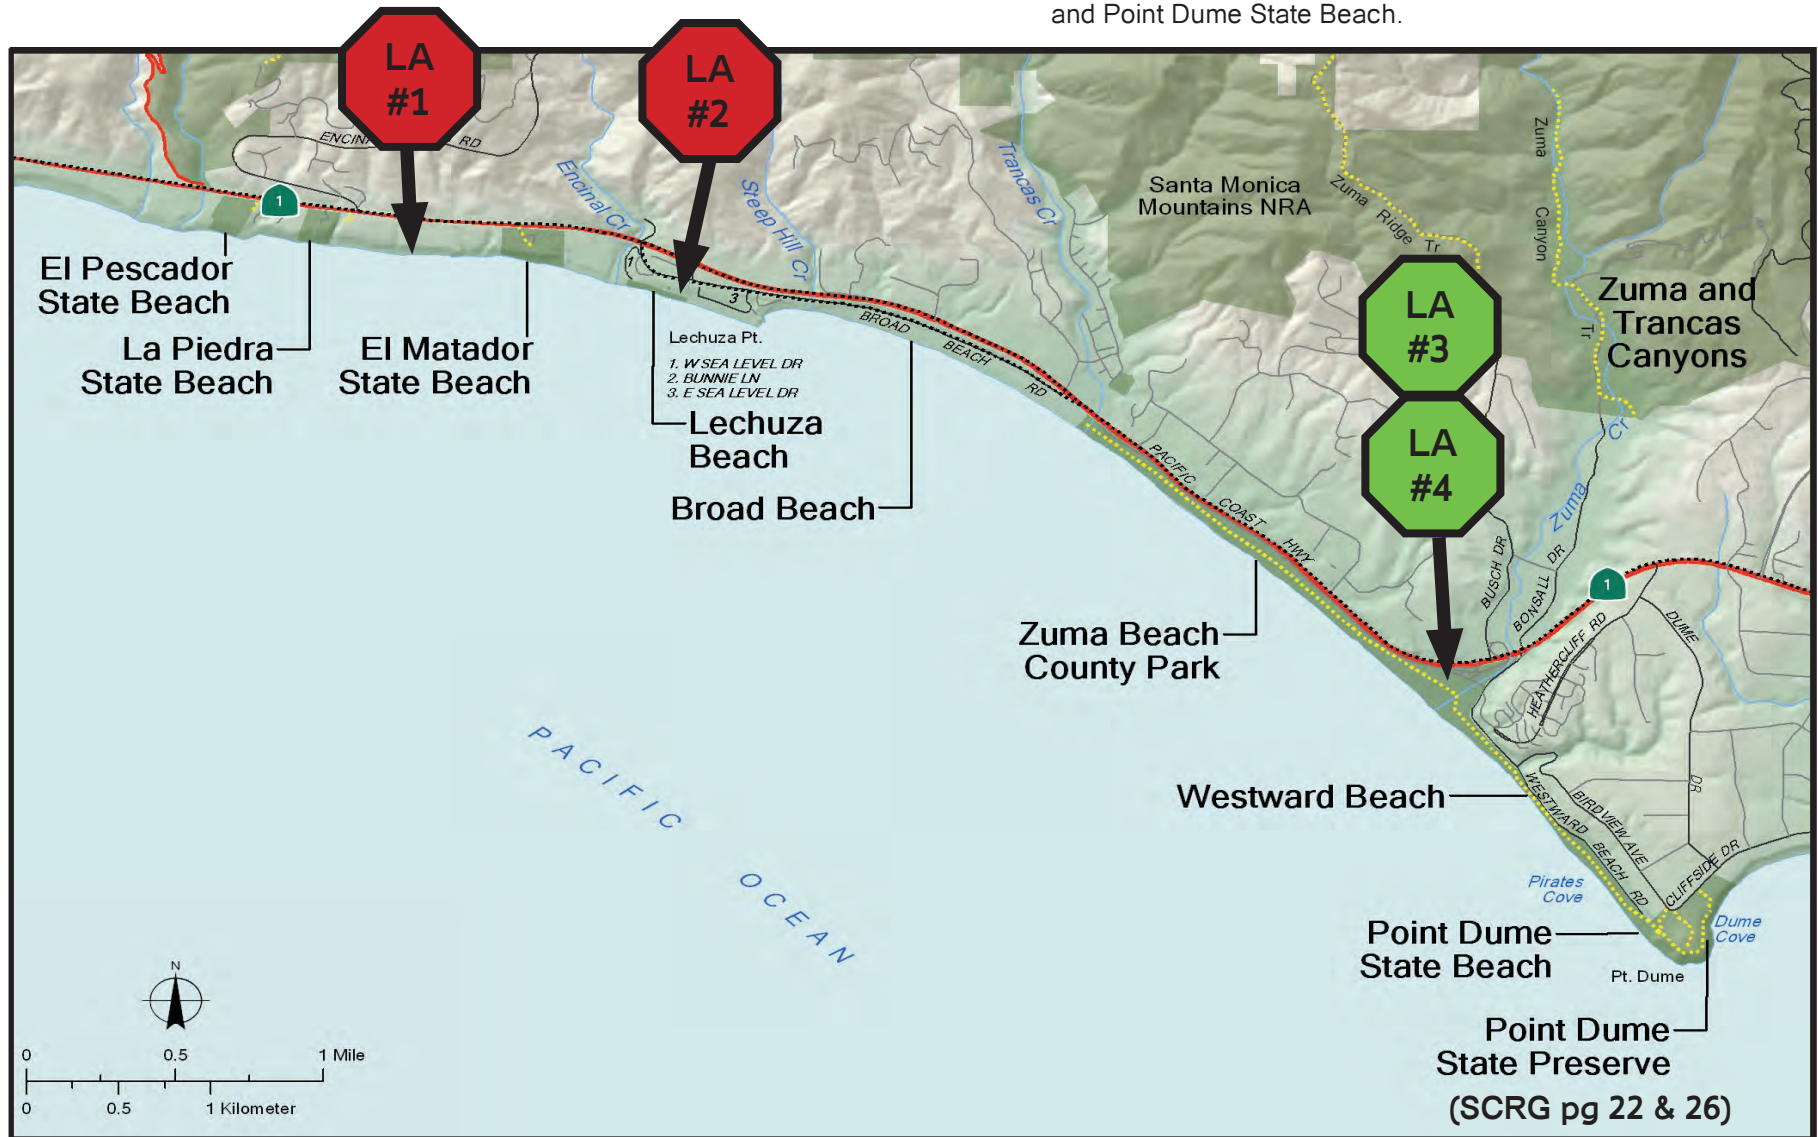 and Point Dume State Beach.
LA
#1
LA
#2
ENCIN
RD
1
Encinal Cr
Steep Hill Cr
Trancas Cr
Santa Monica
Mountains NRA
Zuma Ridge Tr
Zuma Canyon Tr
LA
#3
LA
#4
Zuma and
Trancas
Canyons
El Pescador
State Beach
La Piedra
State Beach
El Matador
State Beach
1
3
Lechuza Pt.
1. W SEA LEVEL DR
2. BUNNIE LN
3. E SEA LEVEL DR
Lechuza
Beach
BROAD BEACH RD
Broad Beach
PACIFIC COAST HWY
Zuma Cr
BUSCH DR
BONSALL DR
1
HEATHERCLIFF RD
DUME DR
Zuma Beach
County Park
Westward Beach
WESTWARD BEACH RD
BIRDVIEW AVE
CLIFFSIDE DR
PACIFIC
OCEAN
Pirates
Cove
Dume
Cove
Point Dume
State Beach
Pt. Dume
Point Dume
State Preserve
(SCRG pg 22 & 26)
N
0 0.5 1 Mile
0 0.5 1 Kilometer